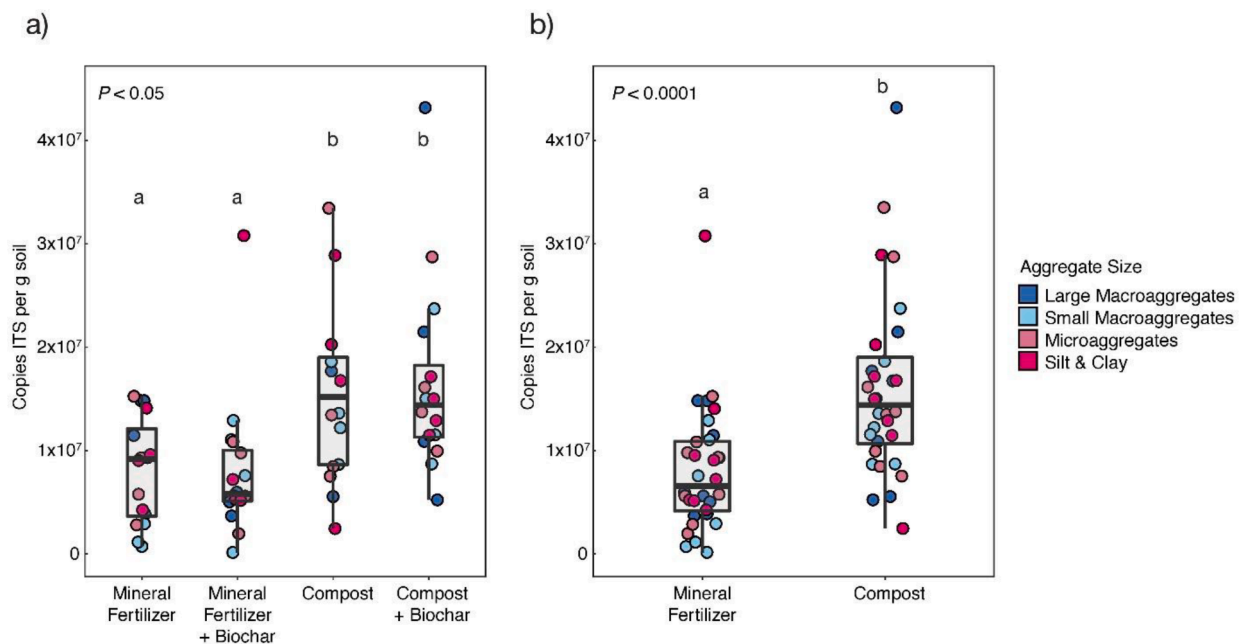 a)
P < 0.05
Copies ITS per g soil
4x10⁷
3x10⁷
2x10⁷
1x10⁷
0
a
a
b
b
Mineral
Fertilizer
Mineral
Fertilizer
+ Biochar
Compost
Compost
+ Biochar
b)
P < 0.0001
Copies ITS per g soil
4x10⁷
3x10⁷
2x10⁷
1x10⁷
0
a
b
Mineral
Fertilizer
Compost
Aggregate Size
Large Macroaggregates
Small Macroaggregates
Microaggregates
Silt & Clay